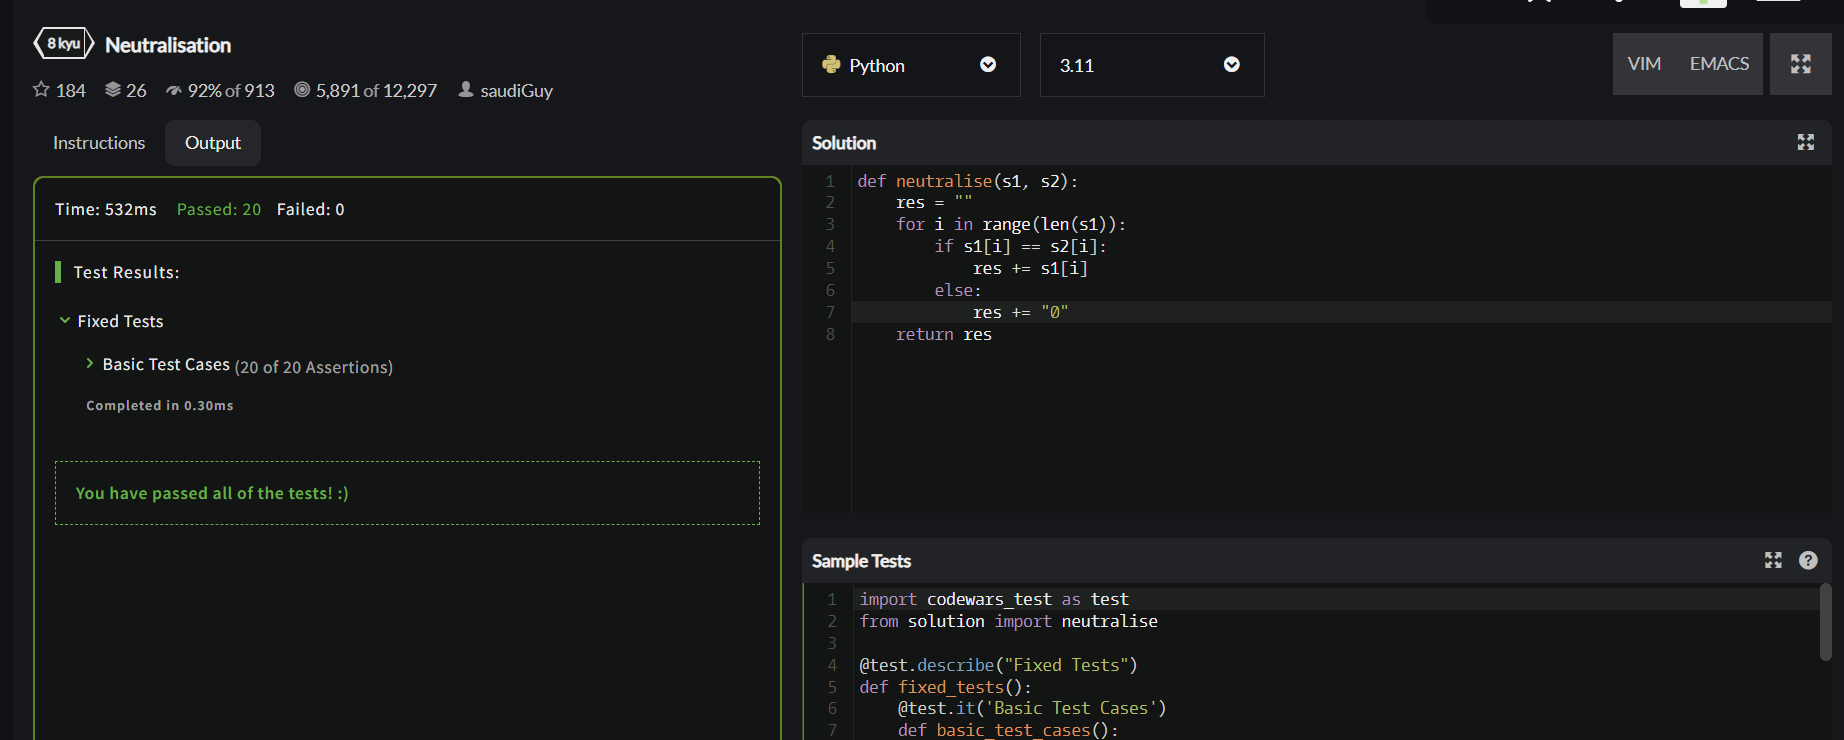 8 kyu Neutralisation
184 26 92% of 913 5,891 of 12,297 saudiGuy
Instructions Output
Time: 532ms Passed: 20 Failed: 0
Test Results:
Fixed Tests
Basic Test Cases (20 of 20 Assertions)
Completed in 0.30ms
You have passed all of the tests! :)
Python 3.11 VIM EMACS
Solution
1 def neutralise(s1, s2):
2     res = ""
3     for i in range(len(s1)):
4         if s1[i] == s2[i]:
5             res += s1[i]
6         else:
7             res += "0"
8     return res
Sample Tests ?
1 import codewars_test as test
2 from solution import neutralise
3
4 @test.describe("Fixed Tests")
5 def fixed_tests():
6     @test.it('Basic Test Cases')
7     def basic_test_cases():